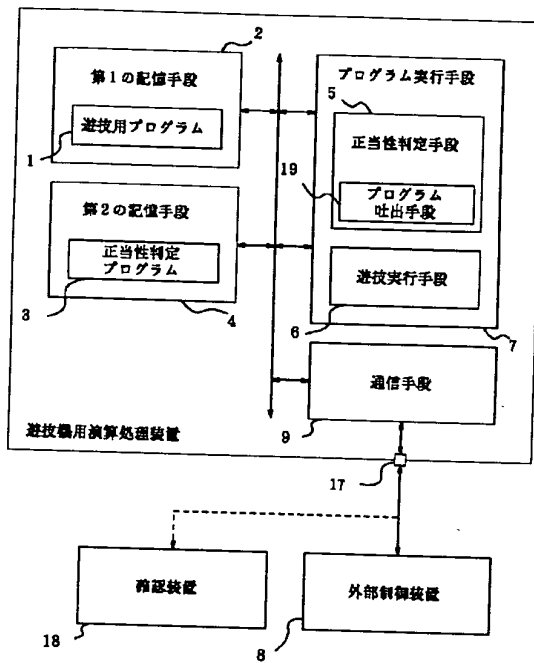 2
第1の記憶手段
遊技用プログラム
1
プログラム実行手段
5
正当性判定手段
19
プログラム
吐出手段
第2の記憶手段
正当性判定
プログラム
3
4
遊技実行手段
6
7
通信手段
9
遊技機用演算処理装置
17
確認装置
18
外部制御装置
8